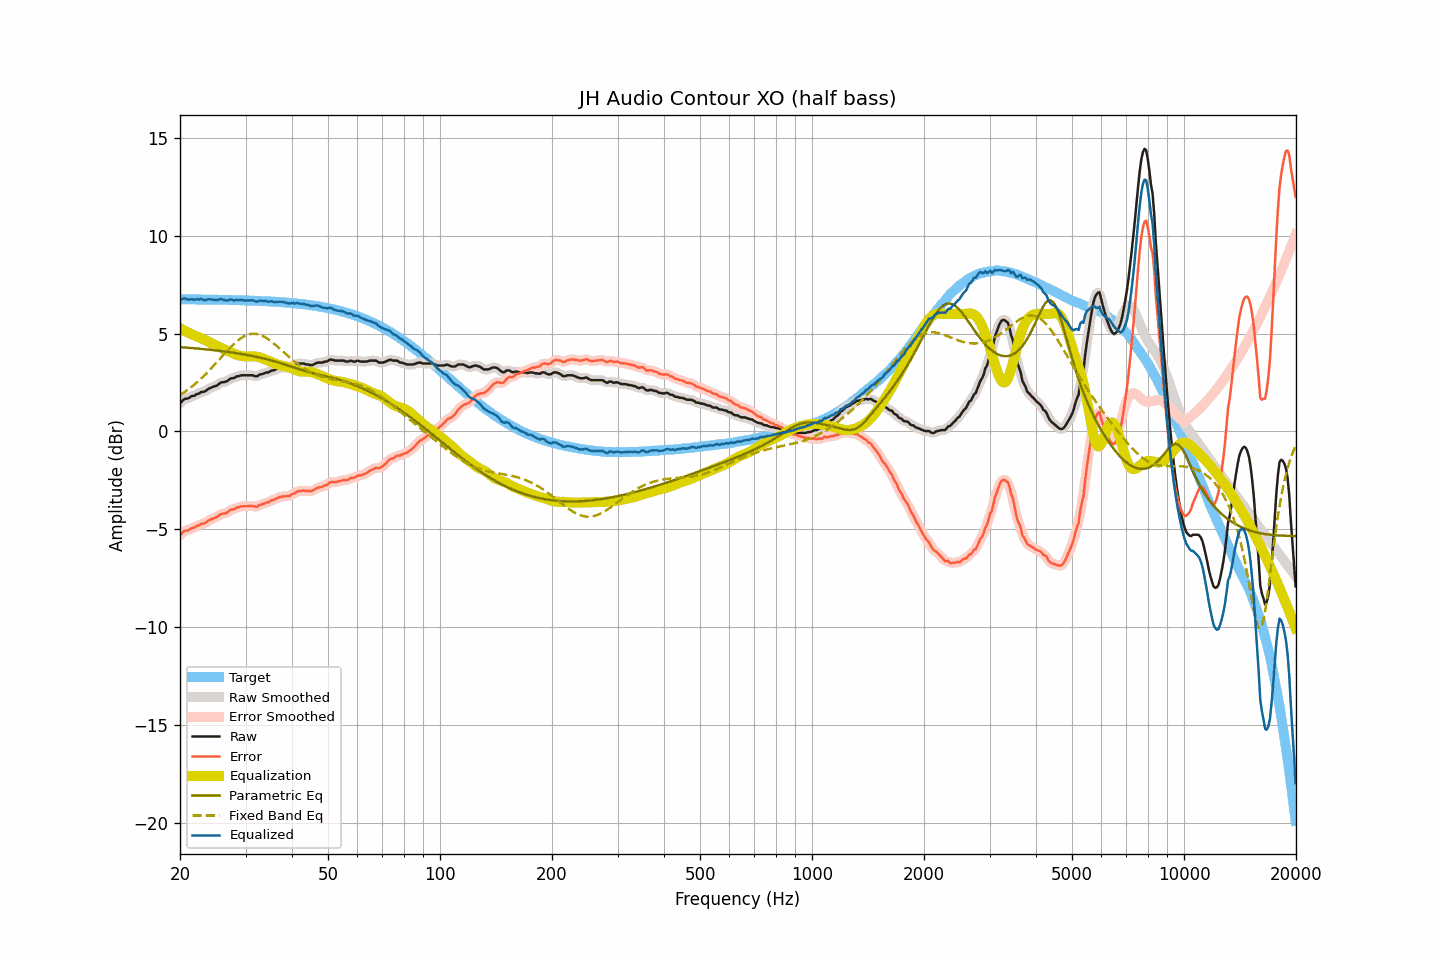 JH Audio Contour XO (half bass)
Amplitude (dBr)
15
10
5
0
−5
−10
−15
−20
Target
Raw Smoothed
Error Smoothed
Raw
Error
Equalization
Parametric Eq
Fixed Band Eq
Equalized
20 50 100 200 500 1000 2000 5000 10000 20000
Frequency (Hz)